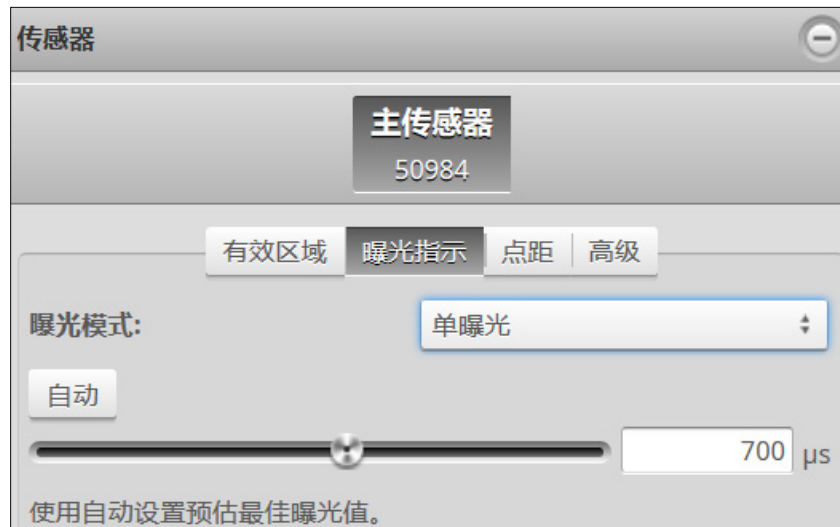 传感器
主传感器
50984
有效区域 曝光指示 点距 高级
曝光模式: 单曝光
自动
700 µs
使用自动设置预估最佳曝光值。